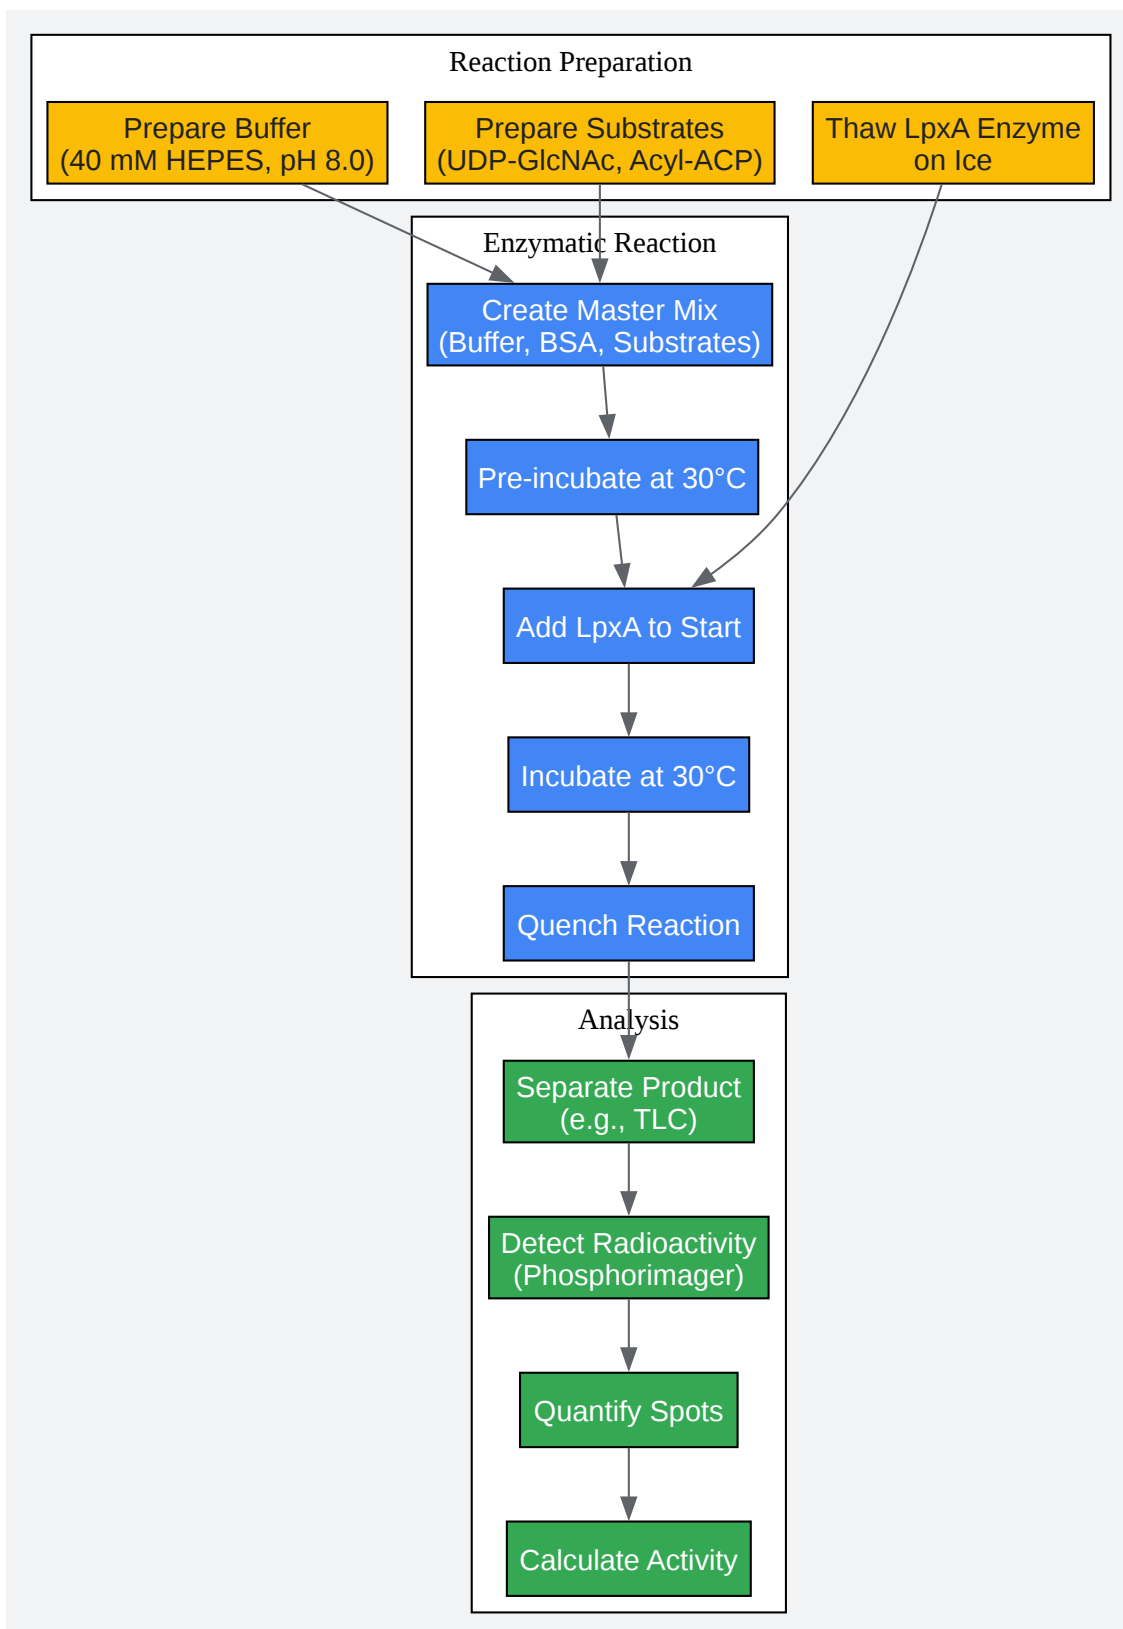 Reaction Preparation
Prepare Buffer
(40 mM HEPES, pH 8.0)
Prepare Substrates
(UDP-GlcNAc, Acyl-ACP)
Thaw LpxA Enzyme
on Ice
Enzymatic Reaction
Create Master Mix
(Buffer, BSA, Substrates)
Pre-incubate at 30°C
Add LpxA to Start
Incubate at 30°C
Quench Reaction
Analysis
Separate Product
(e.g., TLC)
Detect Radioactivity
(Phosphorimager)
Quantify Spots
Calculate Activity